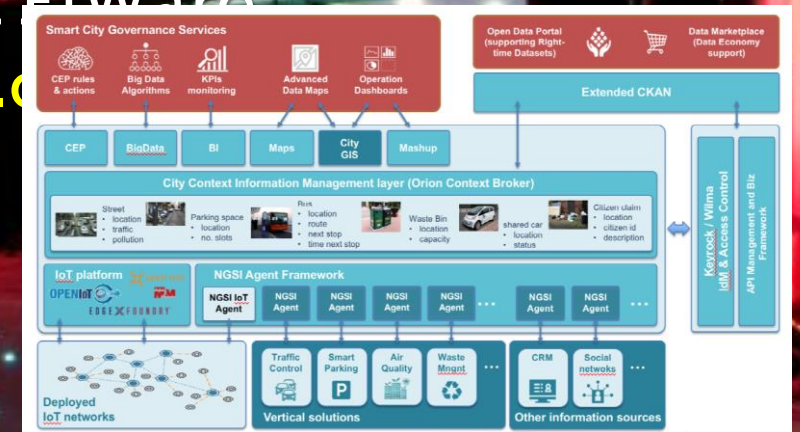 Smart City Governance Services
CEP rules
& actions
Big Data
Algorithms
KPIs
monitoring
Advanced
Data Maps
Operation
Dashboards
Open Data Portal
(supporting Right-
time Datasets)
Data Marketplace
(Data Economy
support)
Extended CKAN
CEP
BigData
BI
Maps
City
GIS
Mashup
City Context Information Management layer (Orion Context Broker)
Street
• location
• traffic
• pollution
Parking space
• location
• no. slots
Bus
• location
• route
• next stop
• time next stop
Waste Bin
• location
• capacity
shared car
• location
• status
Citizen claim
• location
• citizen id
• description
Keyrock / Wilma
IdM & Access Control
API Management and Biz
Framework
IoT platform
OPENIoT
EDGE X FOUNDRY
NGSI Agent Framework
NGSI IoT
Agent
NGSI
Agent
NGSI
Agent
NGSI
Agent
NGSI
Agent
...
NGSI
Agent
NGSI
Agent
...
Deployed
IoT networks
Traffic
Control
Smart
Parking
P
Air
Quality
Waste
Mngnt
...
Vertical solutions
CRM
Social
netwoks
...
Other information sources